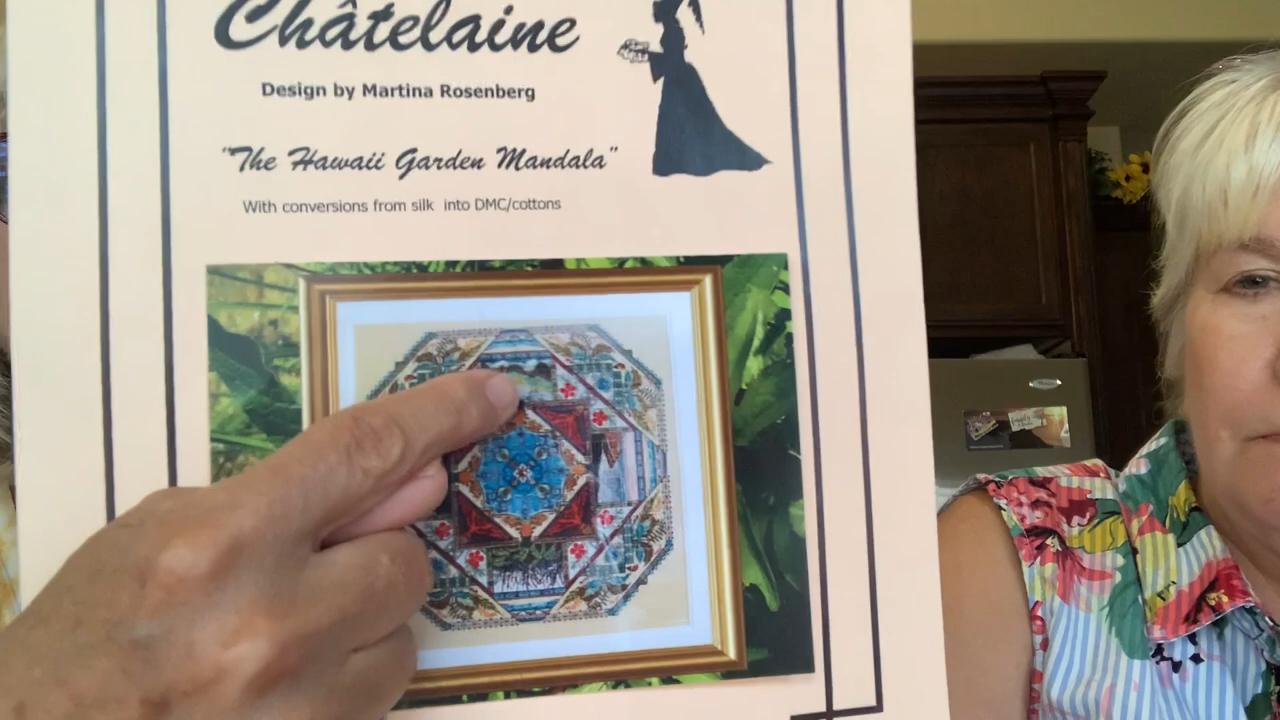 Châtelaine
Design by Martina Rosenberg
"The Hawaii Garden Mandala"
With conversions from silk into DMC/cottons